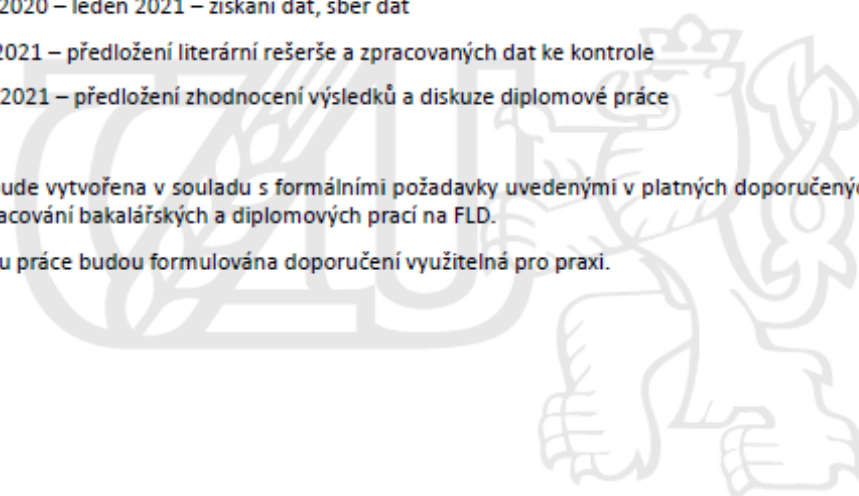 2020 – leden 2021 – získání dat, sběr dat
2021 – předložení literární rešerše a zpracovaných dat ke kontrole
2021 – předložení zhodnocení výsledků a diskuze diplomové práce
ude vytvořena v souladu s formálními požadavky uvedenými v platných doporučenýc
acování bakalářských a diplomových prací na FLD.
u práce budou formulována doporučení využitelná pro praxi.
ČZU